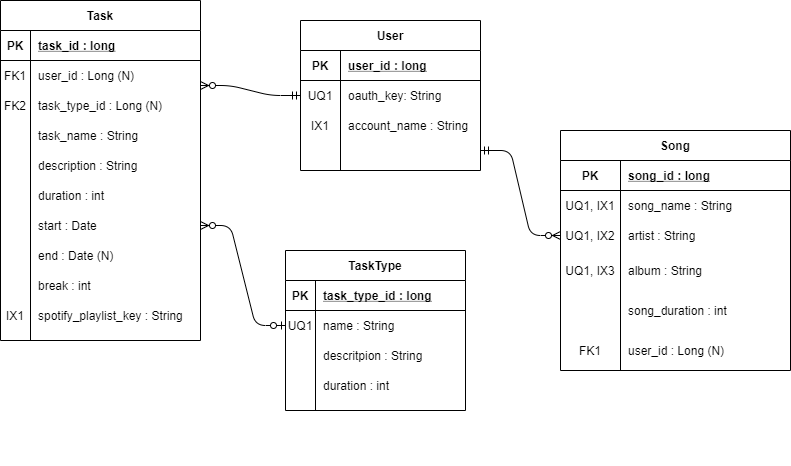 Task
PK task_id : long
FK1 user_id : Long (N)
FK2 task_type_id : Long (N)
task_name : String
description : String
duration : int
start : Date
end : Date (N)
break : int
IX1 spotify_playlist_key : String
User
PK user_id : long
UQ1 oauth_key: String
IX1 account_name : String
TaskType
PK task_type_id : long
UQ1 name : String
descritpion : String
duration : int
Song
PK song_id : long
UQ1, IX1 song_name : String
UQ1, IX2 artist : String
UQ1, IX3 album : String
song_duration : int
FK1 user_id : Long (N)